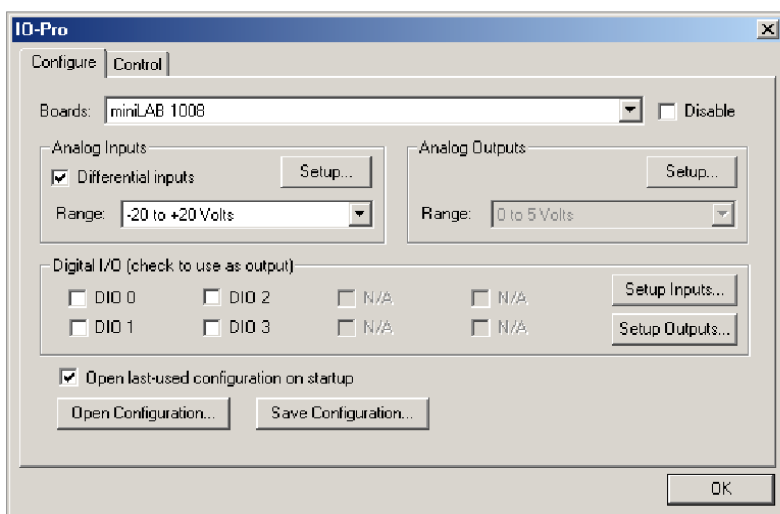 IO-Pro
Configure Control
Boards: miniLAB 1008 Disable
Analog Inputs Analog Outputs
Differential inputs Setup... Setup...
Range: -20 to +20 Volts Range: 0 to 5 Volts
Digital I/O (check to use as output)
DIO 0 DIO 2 N/A N/A Setup Inputs...
DIO 1 DIO 3 N/A N/A Setup Outputs...
Open last-used configuration on startup
Open Configuration... Save Configuration...
OK